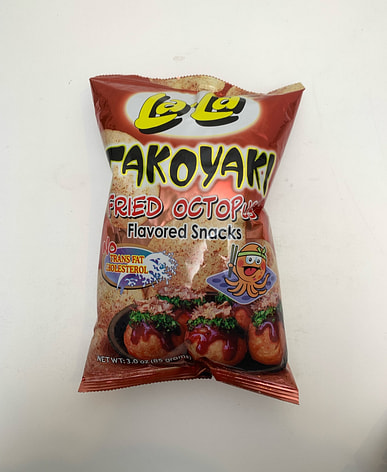 La-La
TAKOYAKI
FRIED OCTOPUS
Flavored Snacks
NO
TRANS FAT
CHOLESTEROL
NET WT: 3.0 oz (85 grams)